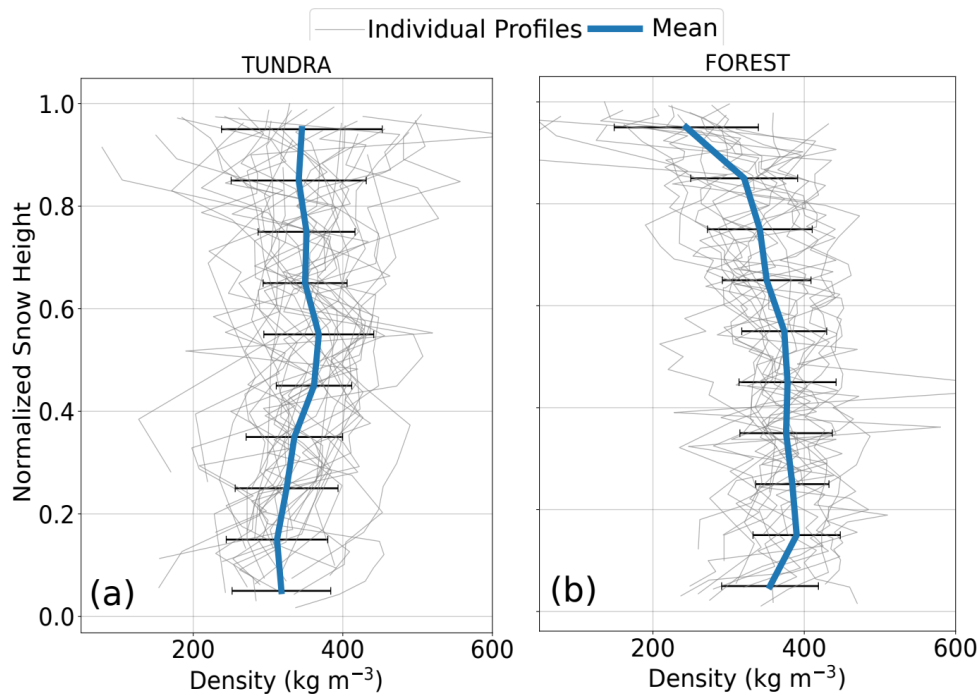 Individual Profiles Mean
TUNDRA
FOREST
Normalized Snow Height
1.0
0.8
0.6
0.4
0.2
0.0
(a)
(b)
200 400 600
200 400 600
Density (kg m⁻³)
Density (kg m⁻³)